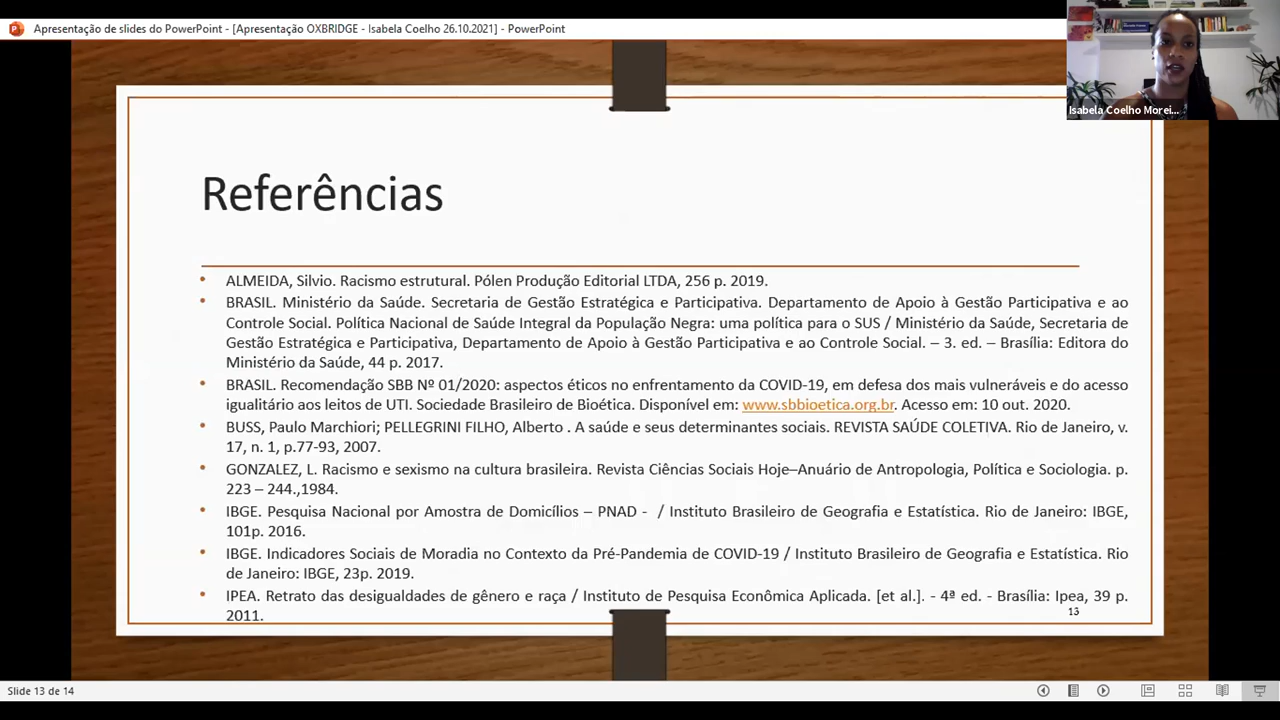 Apresentação de slides do PowerPoint - [Apresentação OXBRIDGE - Isabela Coelho 26.10.2021] - PowerPoint
Isabela Coelho Morei...
Referências
• ALMEIDA, Silvio. Racismo estrutural. Pólen Produção Editorial LTDA, 256 p. 2019.
• BRASIL. Ministério da Saúde. Secretaria de Gestão Estratégica e Participativa. Departamento de Apoio à Gestão Participativa e ao
Controle Social. Política Nacional de Saúde Integral da População Negra: uma política para o SUS / Ministério da Saúde, Secretaria de
Gestão Estratégica e Participativa, Departamento de Apoio à Gestão Participativa e ao Controle Social. – 3. ed. – Brasília: Editora do
Ministério da Saúde, 44 p. 2017.
• BRASIL. Recomendação SBB Nº 01/2020: aspectos éticos no enfrentamento da COVID-19, em defesa dos mais vulneráveis e do acesso
igualitário aos leitos de UTI. Sociedade Brasileiro de Bioética. Disponível em: www.sbbioetica.org.br. Acesso em: 10 out. 2020.
• BUSS, Paulo Marchiori; PELLEGRINI FILHO, Alberto . A saúde e seus determinantes sociais. REVISTA SAÚDE COLETIVA. Rio de Janeiro, v.
17, n. 1, p.77-93, 2007.
• GONZALEZ, L. Racismo e sexismo na cultura brasileira. Revista Ciências Sociais Hoje–Anuário de Antropologia, Política e Sociologia. p.
223 – 244.,1984.
• IBGE. Pesquisa Nacional por Amostra de Domicílios – PNAD - / Instituto Brasileiro de Geografia e Estatística. Rio de Janeiro: IBGE,
101p. 2016.
• IBGE. Indicadores Sociais de Moradia no Contexto da Pré-Pandemia de COVID-19 / Instituto Brasileiro de Geografia e Estatística. Rio
de Janeiro: IBGE, 23p. 2019.
• IPEA. Retrato das desigualdades de gênero e raça / Instituto de Pesquisa Econômica Aplicada. [et al.]. - 4ª ed. - Brasília: Ipea, 39 p.
2011.
13
Slide 13 de 14